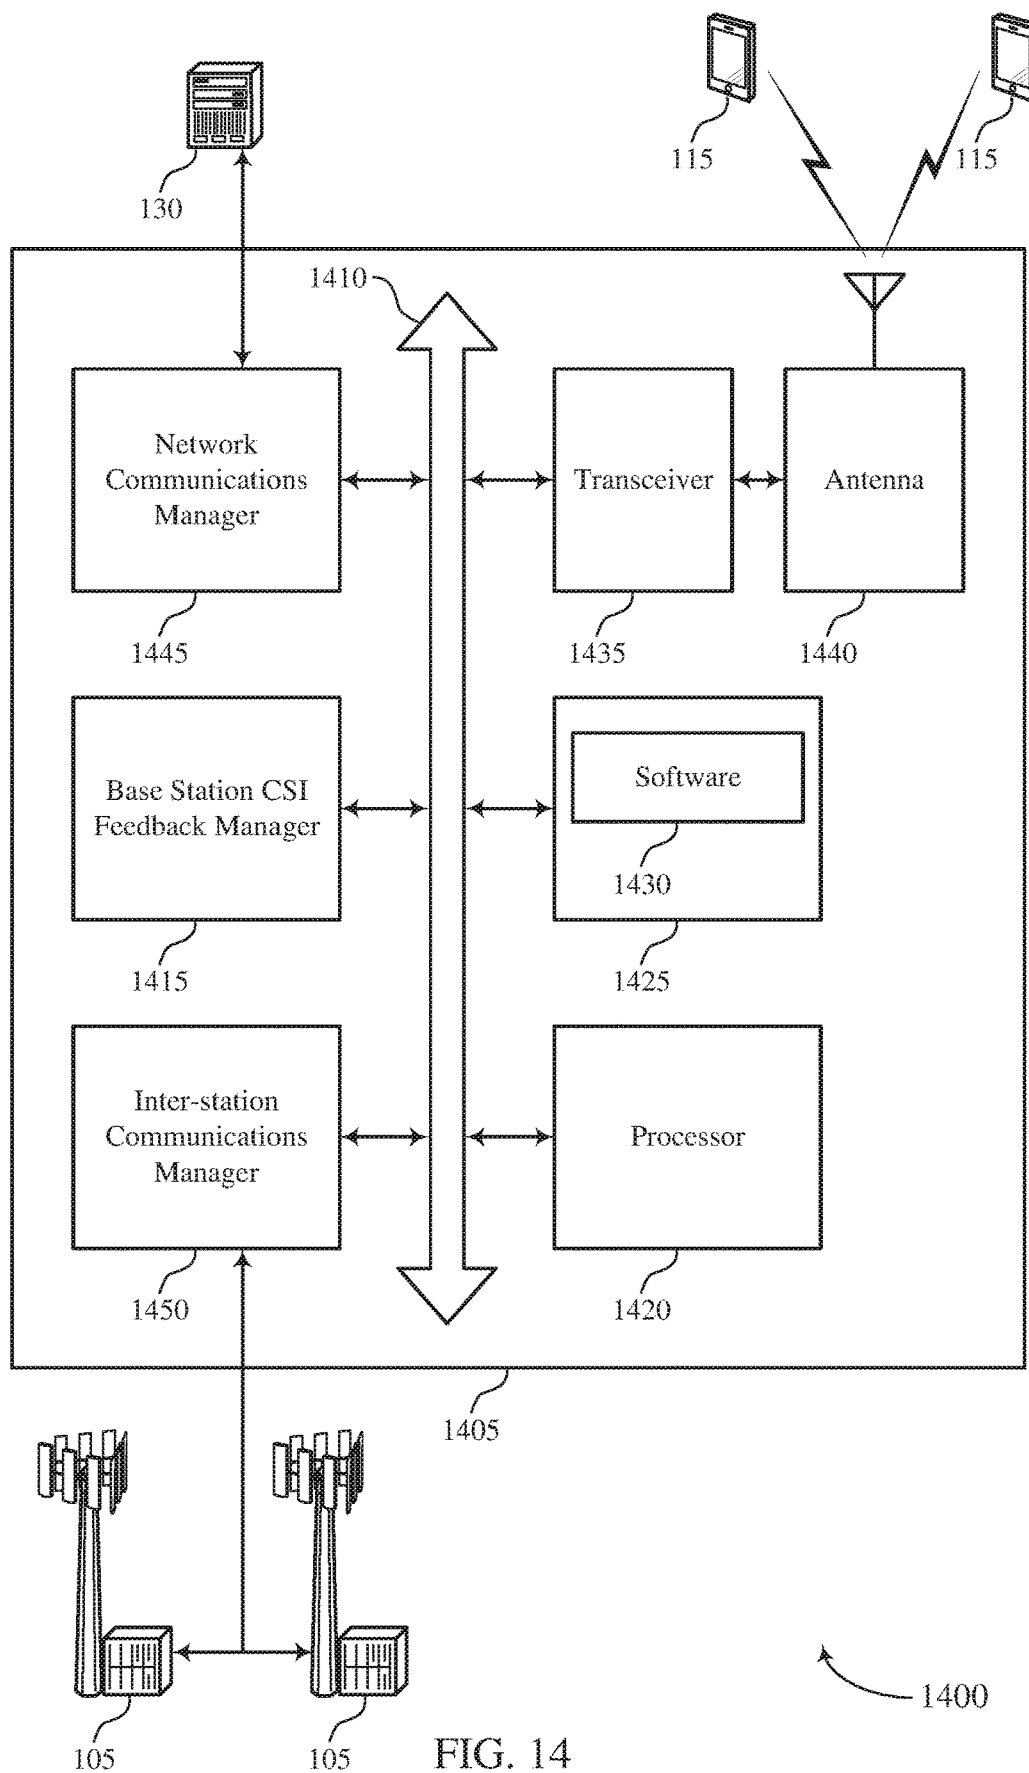 130
115
115
1410
Network
Communications
Manager
Transceiver
Antenna
1445
1435
1440
Base Station CSI
Feedback Manager
Software
1430
1415
1425
Inter-station
Communications
Manager
Processor
1450
1420
1405
105
105
1400
FIG. 14